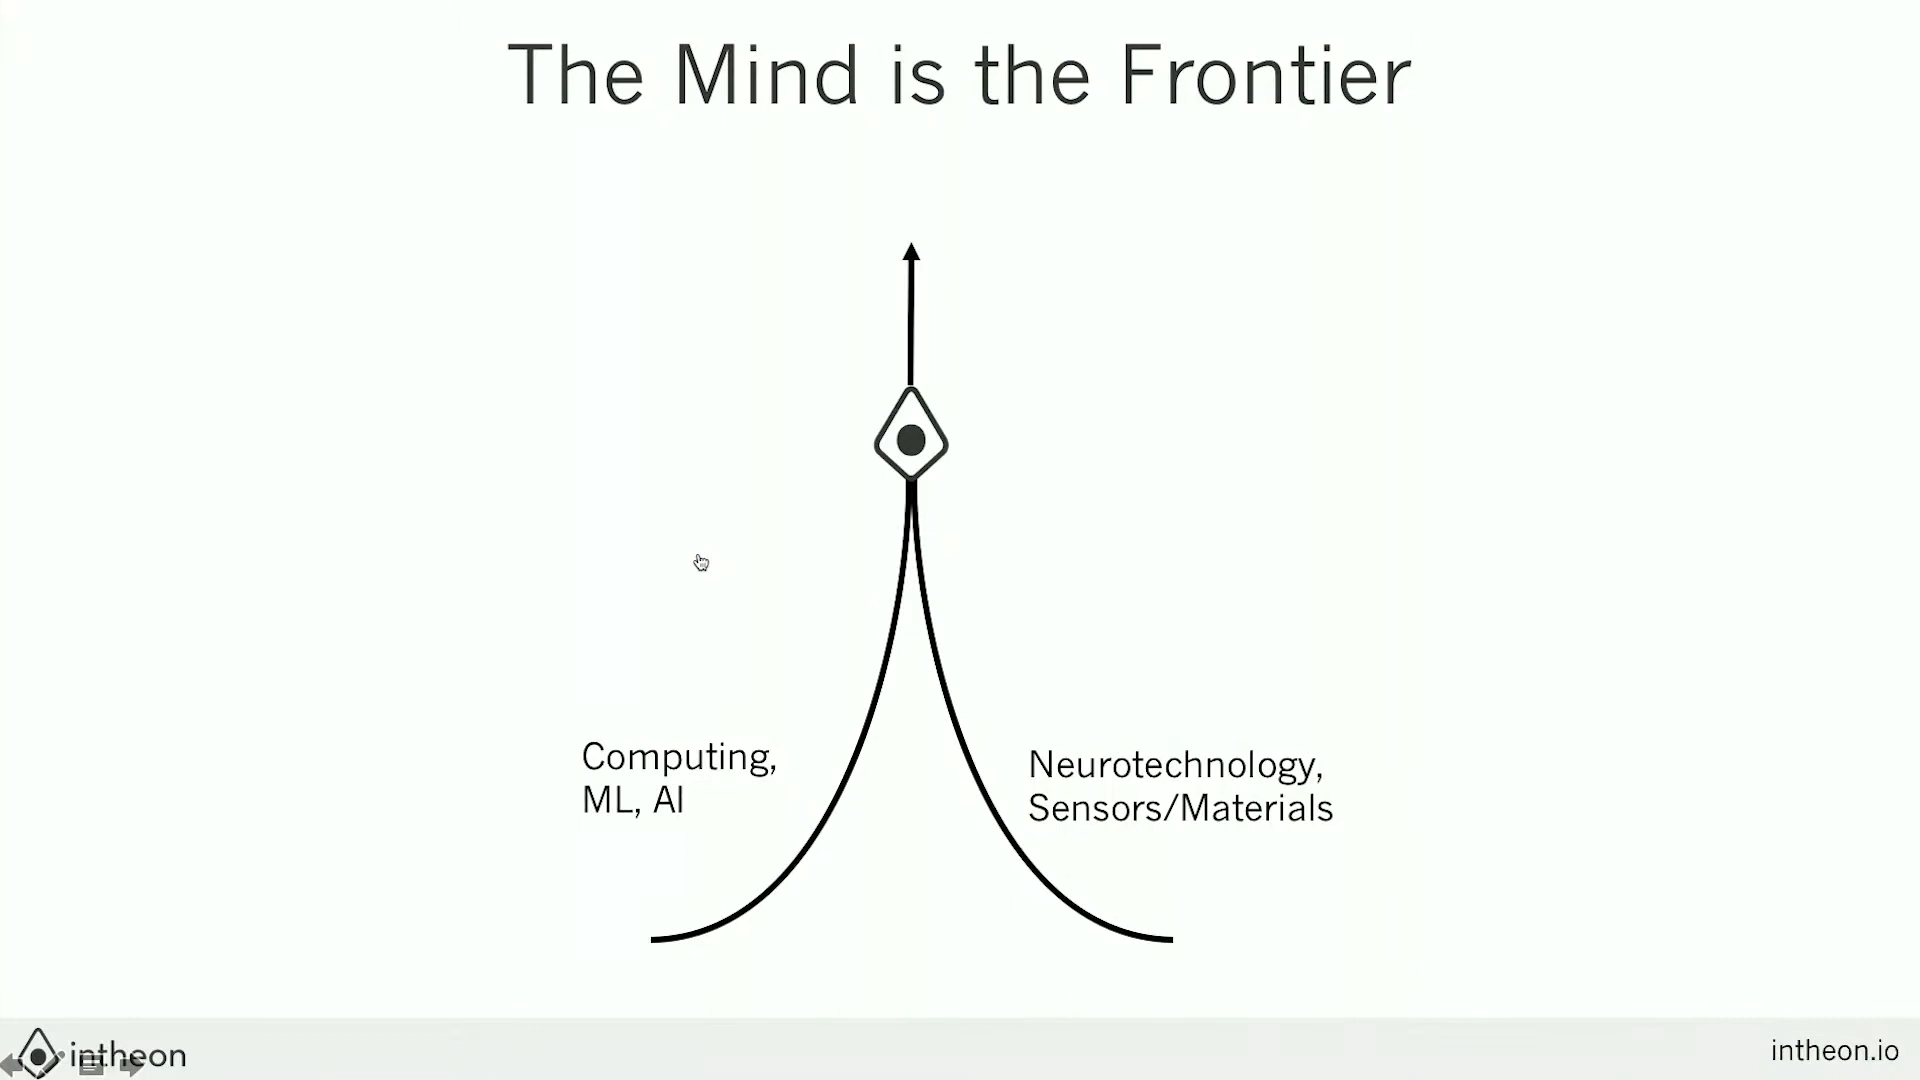 The Mind is the Frontier
Computing,
ML, AI
Neurotechnology,
Sensors/Materials
intheon
intheon.io